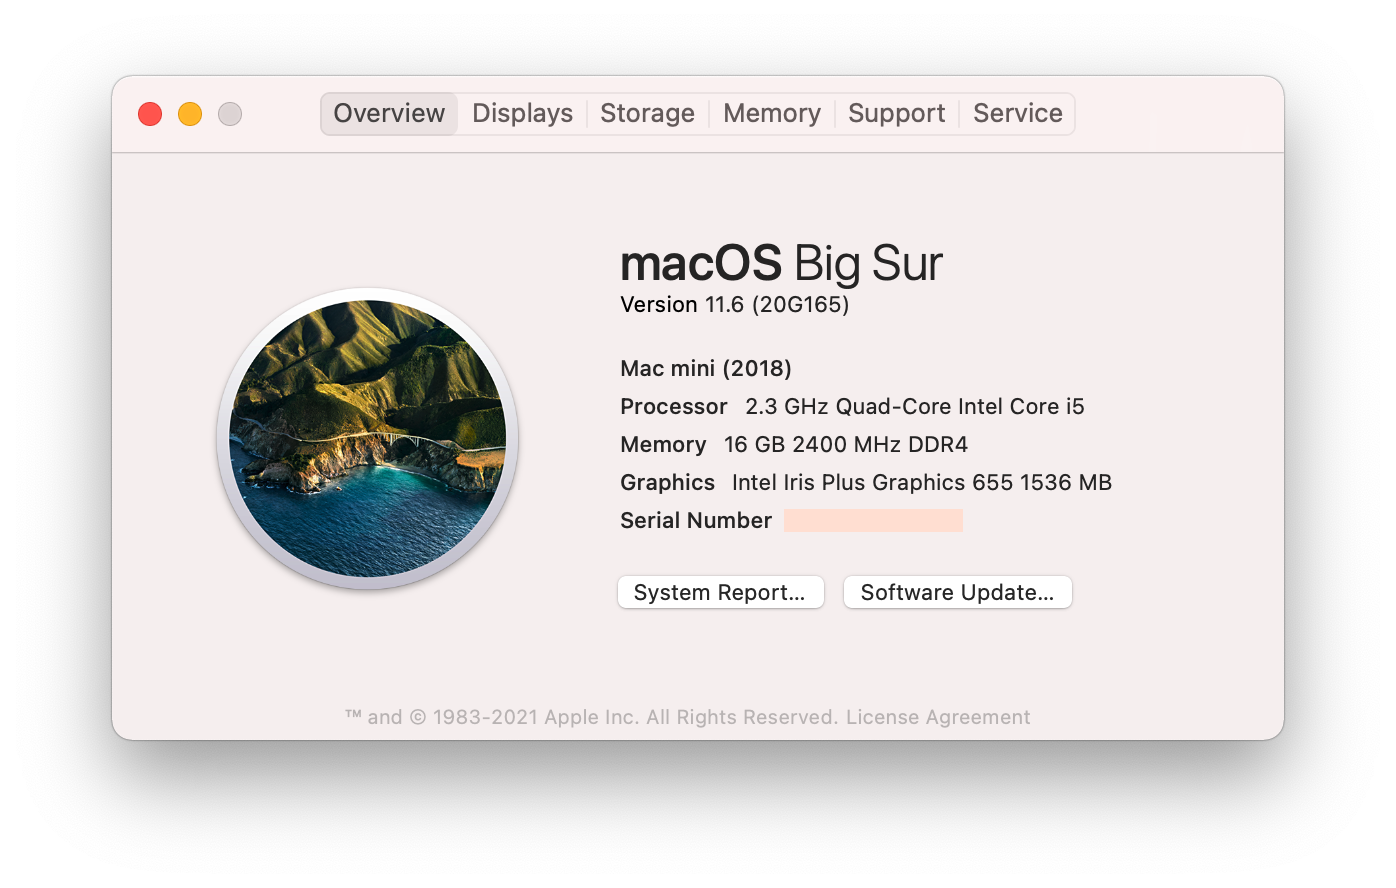 Overview Displays Storage Memory Support Service
macOS Big Sur
Version 11.6 (20G165)
Mac mini (2018)
Processor 2.3 GHz Quad-Core Intel Core i5
Memory 16 GB 2400 MHz DDR4
Graphics Intel Iris Plus Graphics 655 1536 MB
Serial Number
System Report... Software Update...
™ and © 1983-2021 Apple Inc. All Rights Reserved. License Agreement